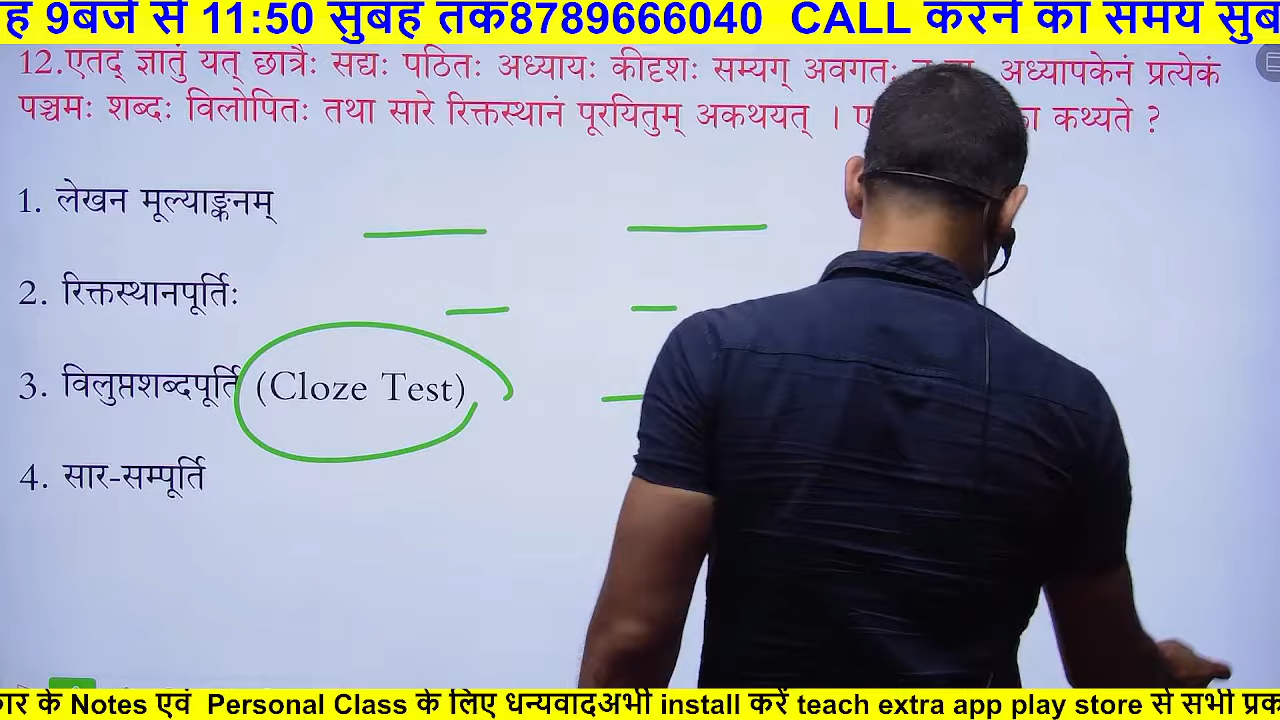 ह 9बजे से 11:50 सुबह तक8789666040 CALL करने का समय सुब
12.एतद् ज्ञातुं यत् छात्रैः सद्यः पठितः अध्यायः कीदृशः सम्यग् अवगतः अध्यापकेनं प्रत्येकं
पञ्चमः शब्दः विलोपितः तथा सारे रिक्तस्थानं पूरयितुम् अकथयत् । कथ्यते ?
1. लेखन मूल्याङ्कनम्
2. रिक्तस्थानपूर्तिः
3. विलुप्तशब्दपूर्ति (Cloze Test)
4. सार-सम्पूर्ति
कार के Notes एवं Personal Class के लिए धन्यवादअभी install करें teach extra app play store से सभी प्रक